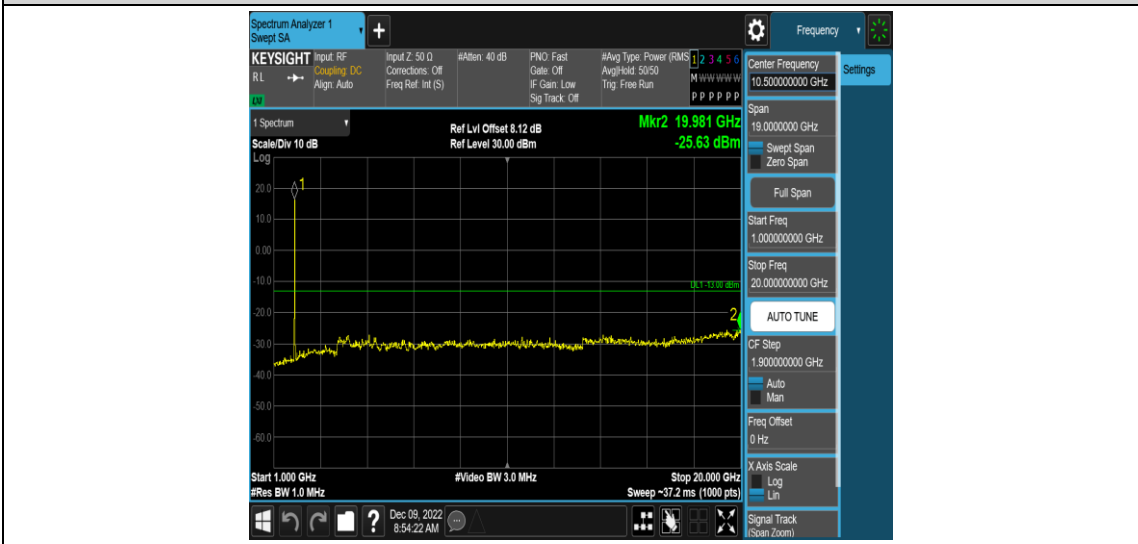 Spectrum Analyzer 1
Swept SA
+
Frequency
KEYSIGHT
RL
LXI
Input: RF
Coupling: DC
Align: Auto
Input Z: 50 Ω
Corrections: Off
Freq Ref: Int (S)
#Atten: 40 dB
PNO: Fast
Gate: Off
IF Gain: Low
Sig Track: Off
#Avg Type: Power (RMS
Avg|Hold: 50/50
Trig: Free Run
1 2 3 4 5 6
M W W W W W
P P P P P P
1 Spectrum
Scale/Div 10 dB
Log
Ref Lvl Offset 8.12 dB
Ref Level 30.00 dBm
Mkr2 19.981 GHz
-25.63 dBm
1
20.0
10.0
0.00
-10.0
DL1 -13.00 dBm
-20.0
2
-30.0
-40.0
-50.0
-60.0
Start 1.000 GHz
#Video BW 3.0 MHz
Stop 20.000 GHz
#Res BW 1.0 MHz
Sweep ~37.2 ms (1000 pts)
?
Dec 09, 2022
8:54:22 AM
Center Frequency
10.500000000 GHz
Settings
Span
19.0000000 GHz
Swept Span
Zero Span
Full Span
Start Freq
1.000000000 GHz
Stop Freq
20.000000000 GHz
AUTO TUNE
CF Step
1.900000000 GHz
Auto
Man
Freq Offset
0 Hz
X Axis Scale
Log
Lin
Signal Track
(Span Zoom)